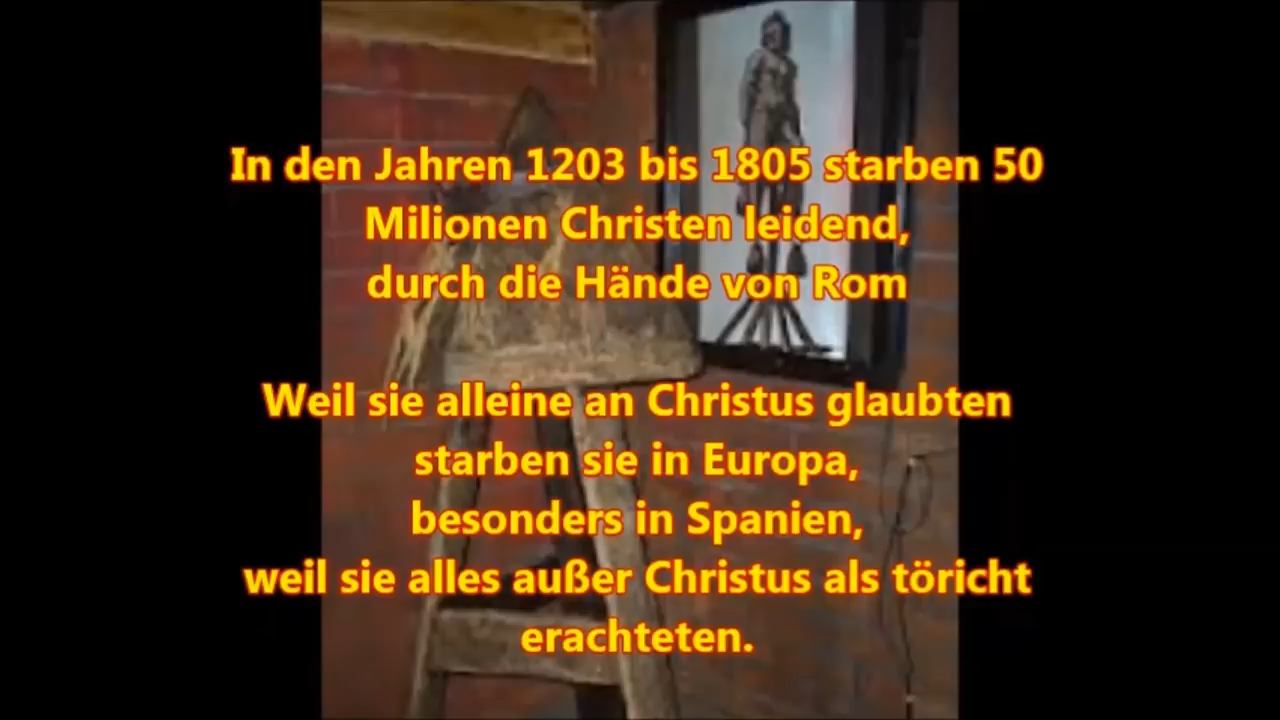 In den Jahren 1203 bis 1805 starben 50
Milionen Christen leidend,
durch die Hände von Rom
Weil sie alleine an Christus glaubten
starben sie in Europa,
besonders in Spanien,
weil sie alles außer Christus als töricht
erachteten.